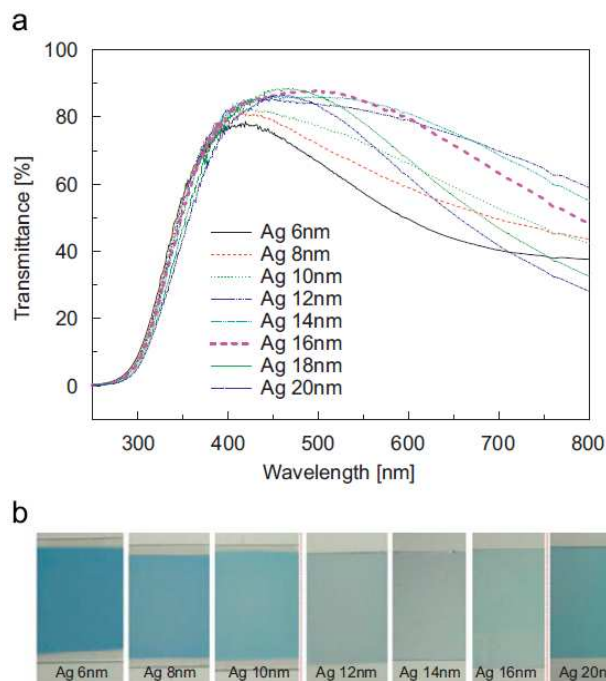 a
100
80
60
40
20
0
Transmittance [%]
Ag 6nm
Ag 8nm
Ag 10nm
Ag 12nm
Ag 14nm
Ag 16nm
Ag 18nm
Ag 20nm
300 400 500 600 700 800
Wavelength [nm]
b
Ag 6nm Ag 8nm Ag 10nm Ag 12nm Ag 14nm Ag 16nm Ag 20nm